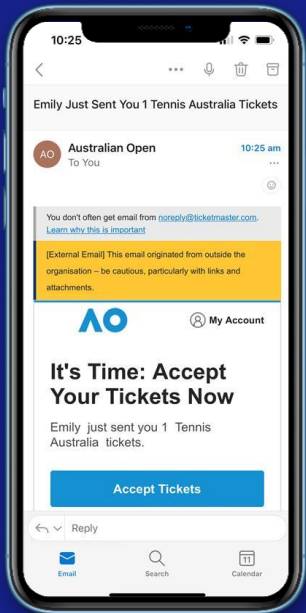 10:25
Emily Just Sent You 1 Tennis Australia Tickets
AO
Australian Open
10:25 am
To You
You don't often get email from noreply@ticketmaster.com.
Learn why this is important
[External Email] This email originated from outside the
organisation – be cautious, particularly with links and
attachments.
AO
My Account
It's Time: Accept
Your Tickets Now
Emily just sent you 1 Tennis
Australia tickets.
Accept Tickets
Reply
11
Email
Search
Calendar